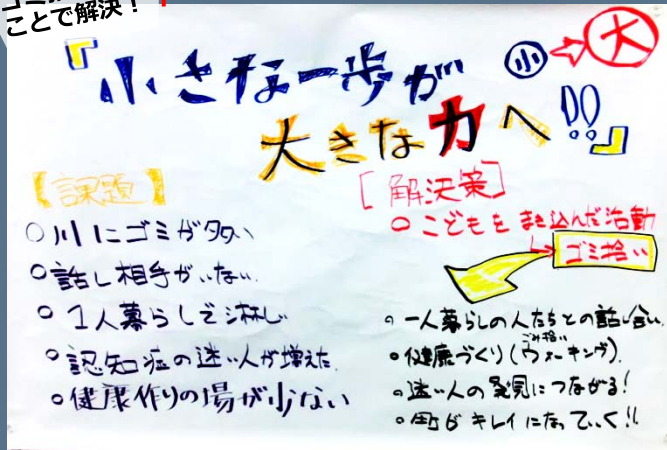 ことで解決!
『小さな一歩が
小→大
大きな力へ!!』
【課題】
○川にゴミが多い
○話し相手がいない
○1人暮らしで淋しい
○認知症の迷い人が増えた
○健康作りの場が少ない
[解決策]
○こどもをまき込んだ活動
ゴミ拾い
○一人暮らしの人たちとの話し合い
ごみ拾い
○健康づくり(ウォーキング)
○迷い人の発見につながる!
○町がキレイになっていく!!